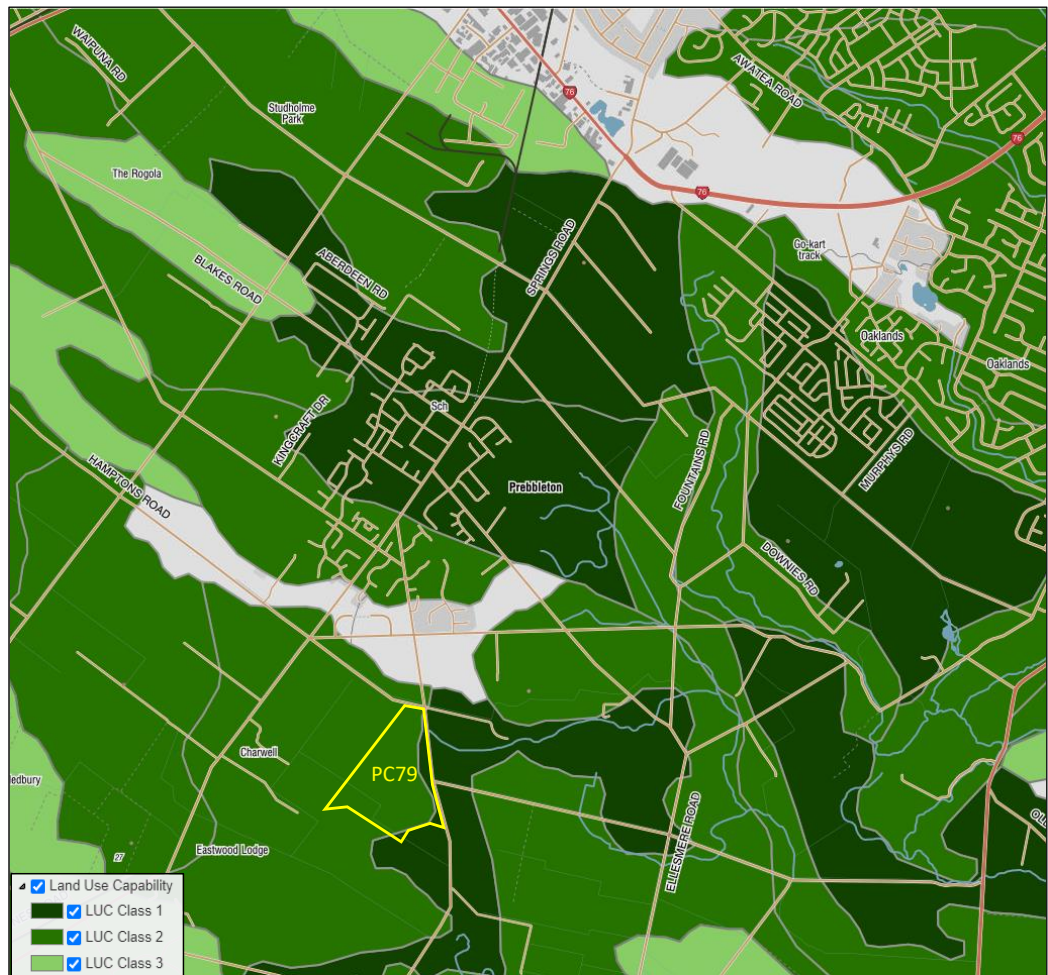 WAIPUNA RD
Studholme
Park
AWATEA ROAD
76
76
76
The Rogola
BLAKES ROAD
ABERDEEN RD
SPRINGS ROAD
Go-kart
track
Oaklands
Oaklands
KINGCRAFT DR
Sch
HAMPTONS ROAD
Prebbleton
FOUNTAINS RD
MURPHYS RD
DOWNIES RD
Charwell
PC79
edbury
27
Eastwood Lodge
ELLESMERE ROAD
Land Use Capability
LUC Class 1
LUC Class 2
LUC Class 3